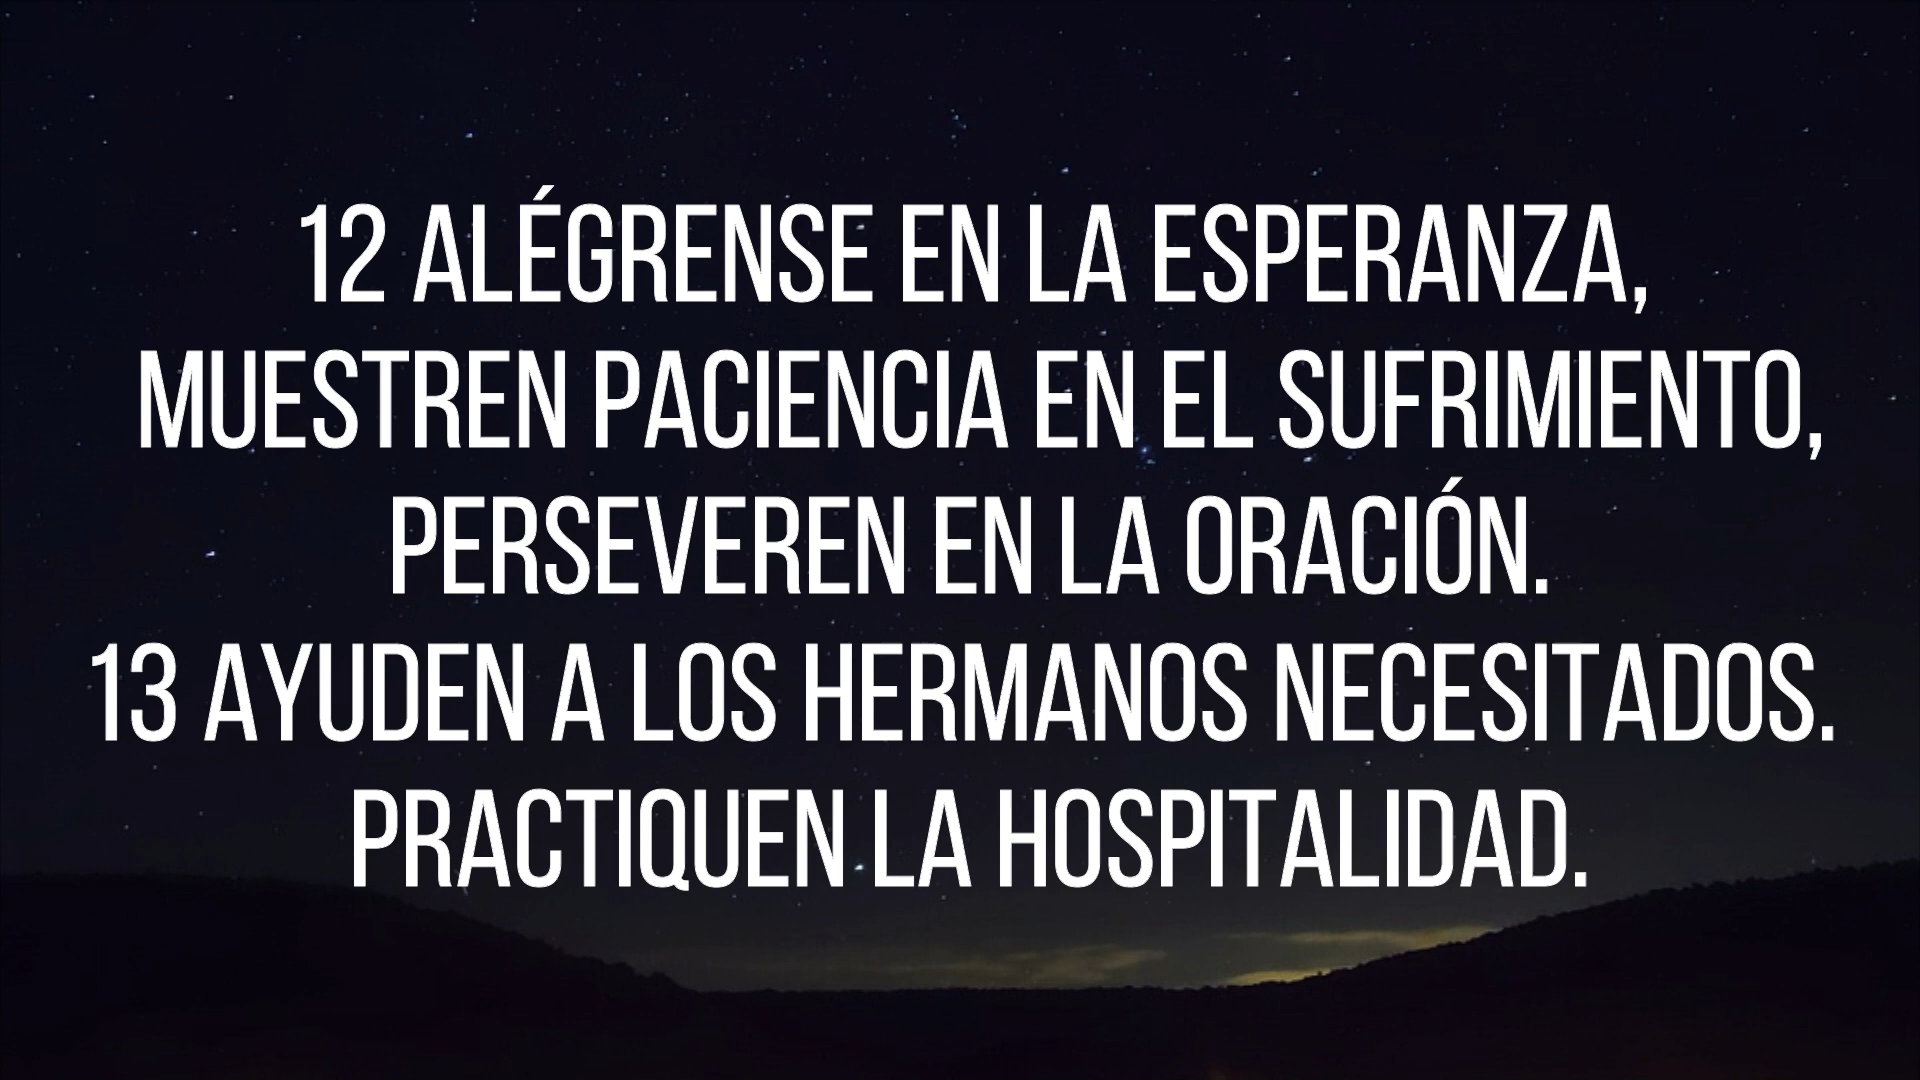 12 ALÉGRENSE EN LA ESPERANZA,
MUESTREN PACIENCIA EN EL SUFRIMIENTO,
PERSEVEREN EN LA ORACIÓN.
13 AYUDEN A LOS HERMANOS NECESITADOS.
PRACTIQUEN LA HOSPITALIDAD.